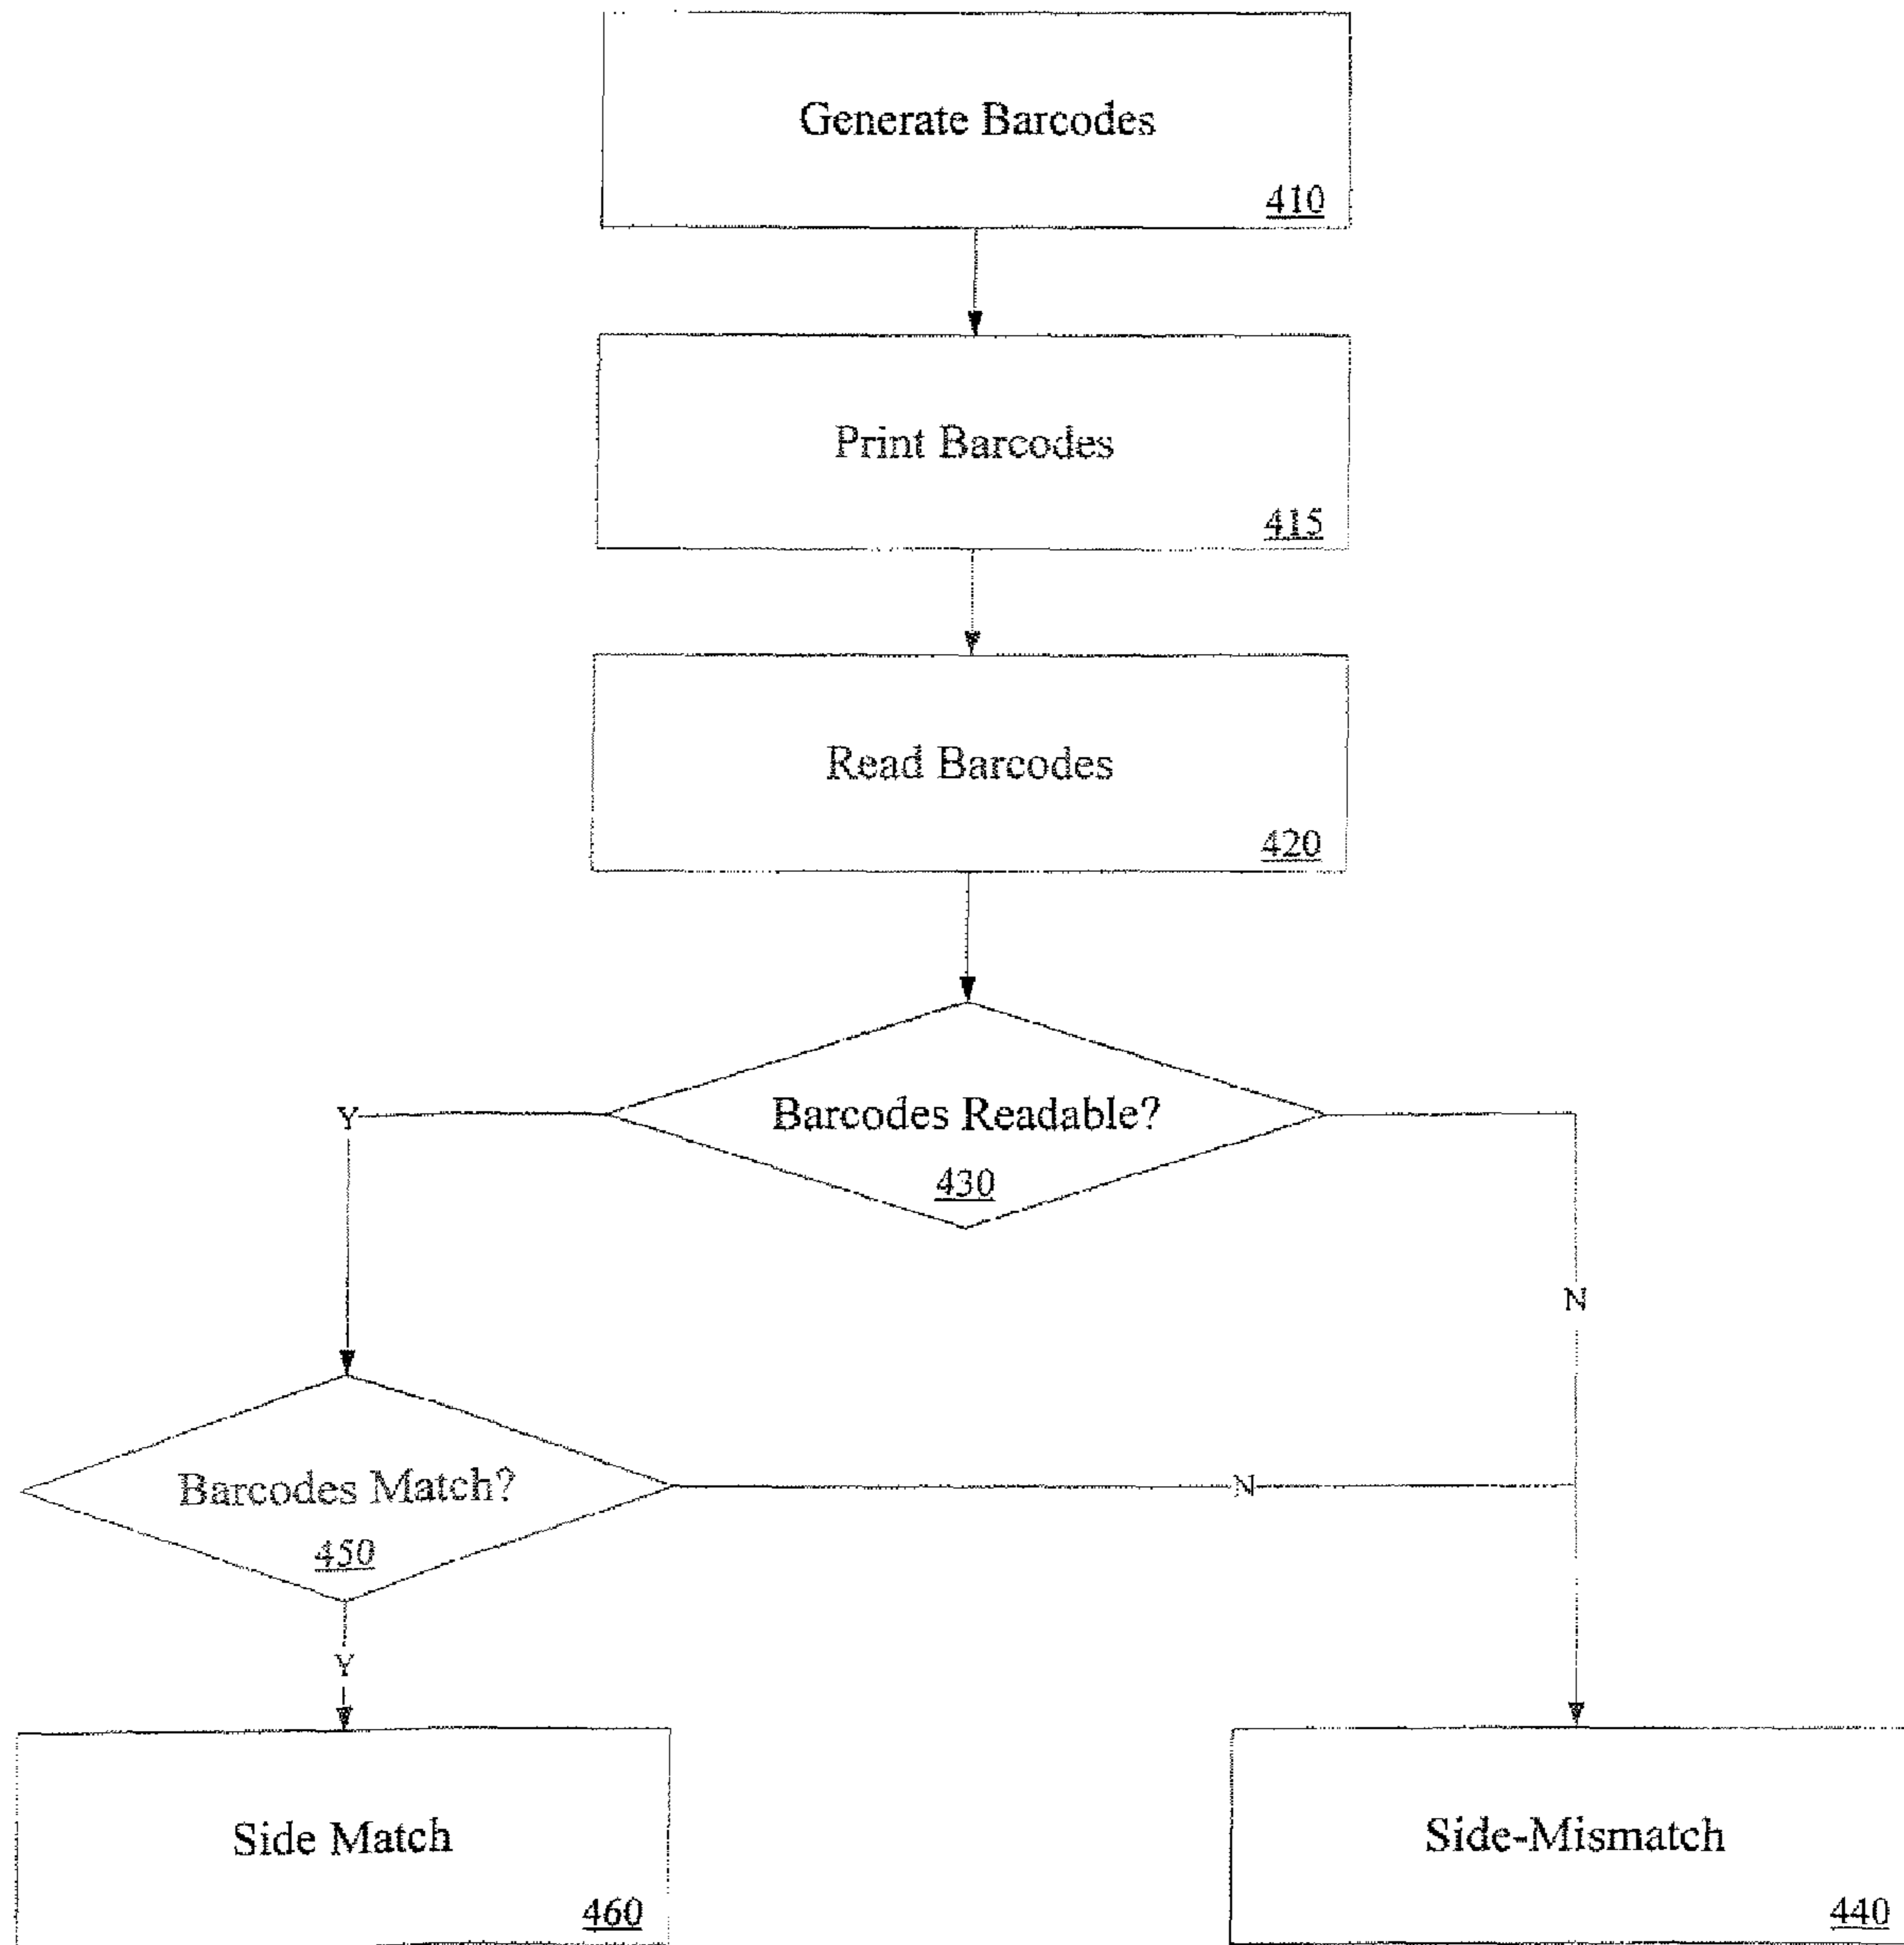 Generate Barcodes
410
Print Barcodes
415
Read Barcodes
420
Barcodes Readable?
430
Y
N
Barcodes Match?
450
N
Y
Side Match
460
Side-Mismatch
440